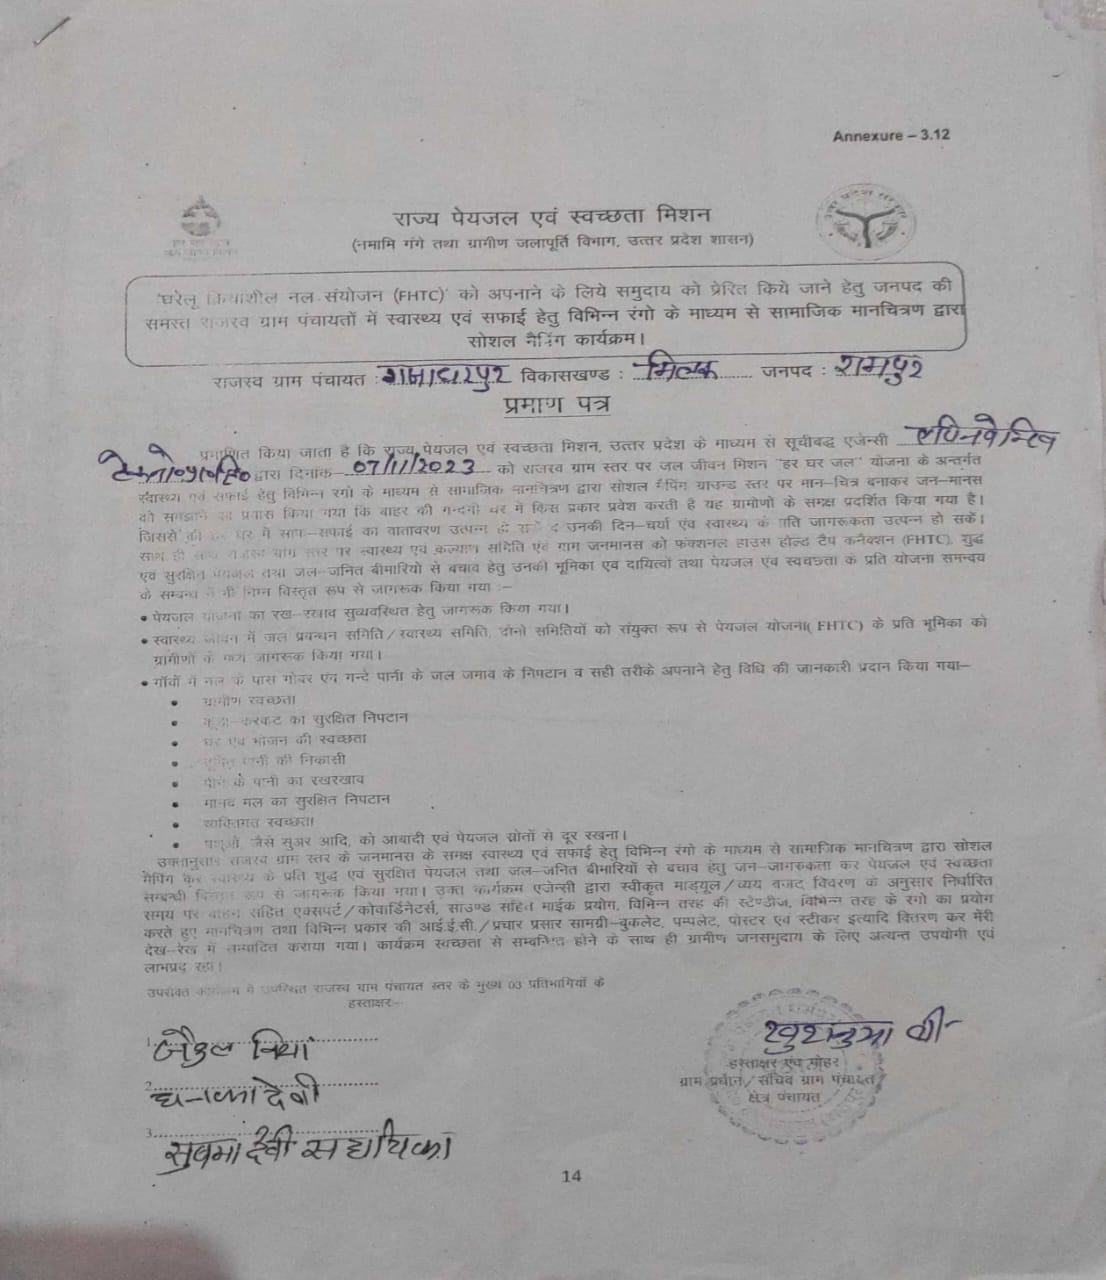 Annexure – 3.12
राज्य पेयजल एवं स्वच्छता मिशन
(नमामि गंगे तथा ग्रामीण जलापूर्ति विभाग, उत्तर प्रदेश शासन)
'घरेलू क्रियाशील नल संयोजन (FHTC)' को अपनाने के लिये समुदाय को प्रेरित किये जाने हेतु जनपद की
समस्त राजस्व ग्राम पंचायतों में स्वास्थ्य एवं सफाई हेतु विभिन्न रंगो के माध्यम से सामाजिक मानचित्रण द्वारा
सोशल मैपिंग कार्यक्रम।
राजस्व ग्राम पंचायत : विकासखण्ड : मिलक जनपद : रामपुर
प्रमाण पत्र
प्रमाणित किया जाता है कि राज्य पेयजल एवं स्वच्छता मिशन, उत्तर प्रदेश के माध्यम से सूचीबद्ध एजेन्सी
द्वारा दिनांक 07/11/2023 को राजस्व ग्राम स्तर पर जल जीवन मिशन "हर घर जल" योजना के अन्तर्गत
स्वास्थ्य एवं सफाई हेतु विभिन्न रंगो के माध्यम से सामाजिक मानचित्रण द्वारा सोशल मैपिंग ग्राउन्ड स्तर पर मान–चित्र बनाकर जन–मानस
को समझाने का प्रयास किया गया कि बाहर की गन्दगी घर में किस प्रकार प्रवेश करती है यह ग्रामीणो के समक्ष प्रदर्शित किया गया है।
जिससे की हर घर में साफ–सफाई का वातावरण उत्पन्न हो उनकी दिन–चर्या एंव स्वास्थ्य के प्रति जागरूकता उत्पन्न हो सकें।
साथ ही राजस्व ग्राम स्तर पर स्वास्थ्य एवं कल्याण समिति एवं ग्राम जनमानस को फंक्शनल हाउस होल्ड टैप कनैक्शन (FHTC), शुद्ध
एवं सुरक्षित पेयजल तथा जल–जनित बीमारियो से बचाव हेतु उनकी भूमिका एव दायित्वो तथा पेयजल एंव स्वच्छता के प्रति योजना समन्वय
के सम्बन्ध में भी निम्न विस्तृत रूप से जागरूक किया गया :–
• पेयजल योजना का रख–रखाव सुव्यवस्थित हेतु जागरूक किया गया।
• स्वास्थ्य जीवन में जल प्रबन्धन समिति/स्वास्थ्य समिति, दोनो समितियों को संयुक्त रूप से पेयजल योजना( FHTC) के प्रति भूमिका को
ग्रामीणों के मध्य जागरूक किया गया।
• गाँवों में नल के पास गोबर एंव गन्दे पानी के जल जमाव के निपटान व सही तरीके अपनाने हेतु विधि की जानकारी प्रदान किया गया–
• ग्रामीण स्वच्छता
• कूड़ा–करकट का सुरक्षित निपटान
• घर एंव भोजन की स्वच्छता
• दूषित पानी की निकासी
• पीने के पानी का रखरखाव
• मानव मल का सुरक्षित निपटान
• व्यक्तिगत स्वच्छता
• पशुओं, जैसे सुअर आदि, को आबादी एवं पेयजल स्रोतों से दूर रखना।
उक्तानुसार राजस्व ग्राम स्तर के जनमानस के समक्ष स्वास्थ्य एवं सफाई हेतु विभिन्न रंगो के माध्यम से सामाजिक मानचित्रण द्वारा सोशल
मैपिंग कर स्वास्थ्य के प्रति शुद्ध एवं सुरक्षित पेयजल तथा जल–जनित बीमारियों से बचाव हेतु जन–जागरूकता कर पेयजल एवं स्वच्छता
सम्बन्धी विस्तृत रूप से जागरूक किया गया। उक्त कार्यक्रम एजेन्सी द्वारा स्वीकृत माड्यूल/व्यय बजट विवरण के अनुसार निर्धारित
समय पर वाहन सहित एक्सपर्ट/कोवार्डिनेटर्स, साउण्ड सहित माईक प्रयोग, विभिन्न तरह की स्टेण्डीज, विभिन्न तरह के रंगो का प्रयोग
करते हुए मानचित्रण तथा विभिन्न प्रकार की आई.ई.सी./प्रचार प्रसार सामग्री–बुकलेट, पम्पलेट, पोस्टर एवं स्टीकर इत्यादि वितरण कर मेरी
देख–रेख में सम्पादित कराया गया। कार्यक्रम स्वच्छता से सम्बन्धित होने के साथ ही ग्रामीण जनसमुदाय के लिए अत्यन्त उपयोगी एवं
लाभप्रद रहा।
उपरोक्त कार्यक्रम में उपस्थित राजस्व ग्राम पंचायत स्तर के मुख्य 03 प्रतिभागियों के
हस्ताक्षर:–
1. मियां
2. देवी
3. सुषमा देवी सहायिका
हस्ताक्षर एंव मोहर
ग्राम प्रधान/सचिव ग्राम पंचायत/
क्षेत्र पंचायत
14